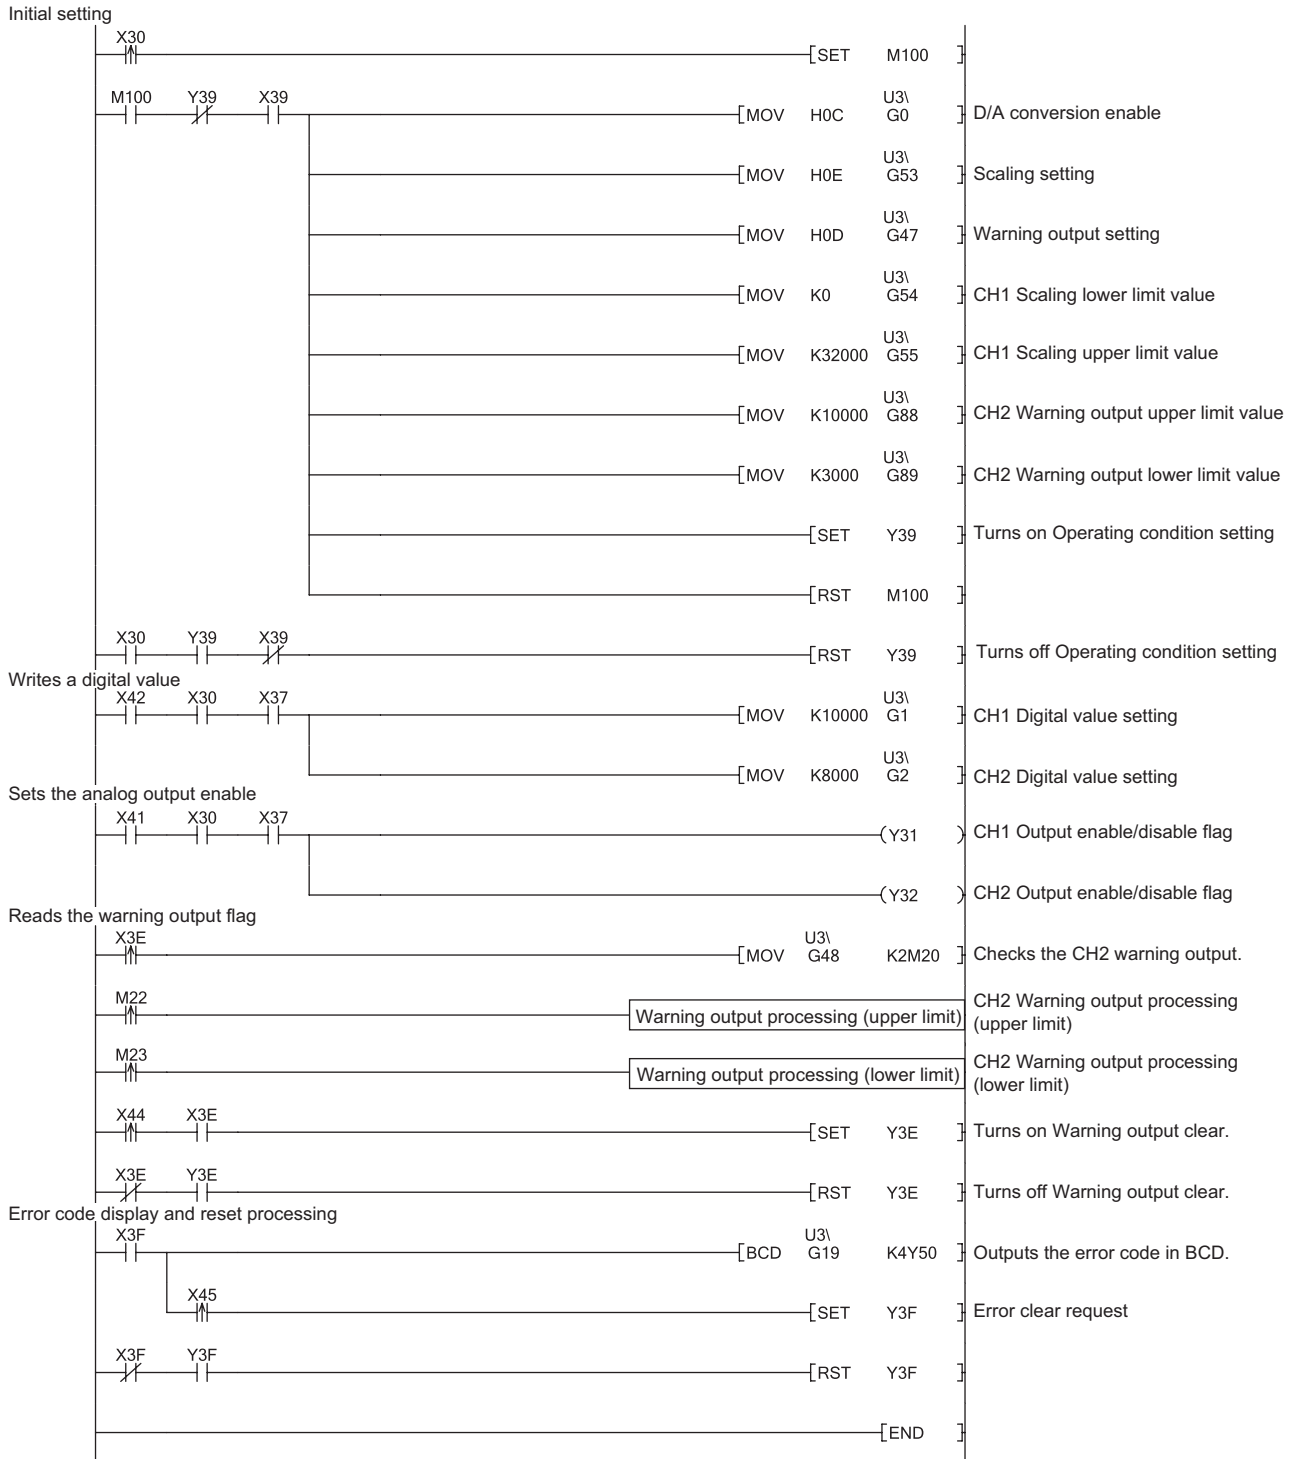 Initial setting
X30
SET M100
M100 Y39 X39
U3\
MOV H0C G0 D/A conversion enable
U3\
MOV H0E G53 Scaling setting
U3\
MOV H0D G47 Warning output setting
U3\
MOV K0 G54 CH1 Scaling lower limit value
U3\
MOV K32000 G55 CH1 Scaling upper limit value
U3\
MOV K10000 G88 CH2 Warning output upper limit value
U3\
MOV K3000 G89 CH2 Warning output lower limit value
SET Y39 Turns on Operating condition setting
RST M100
X30 Y39 X39
RST Y39 Turns off Operating condition setting
Writes a digital value
X42 X30 X37
U3\
MOV K10000 G1 CH1 Digital value setting
U3\
MOV K8000 G2 CH2 Digital value setting
Sets the analog output enable
X41 X30 X37
Y31 CH1 Output enable/disable flag
Y32 CH2 Output enable/disable flag
Reads the warning output flag
X3E
U3\
MOV G48 K2M20 Checks the CH2 warning output.
M22
Warning output processing (upper limit)
CH2 Warning output processing
(upper limit)
M23
Warning output processing (lower limit)
CH2 Warning output processing
(lower limit)
X44 X3E
SET Y3E Turns on Warning output clear.
X3E Y3E
RST Y3E Turns off Warning output clear.
Error code display and reset processing
X3F
U3\
BCD G19 K4Y50 Outputs the error code in BCD.
X45
SET Y3F Error clear request
X3F Y3F
RST Y3F
END